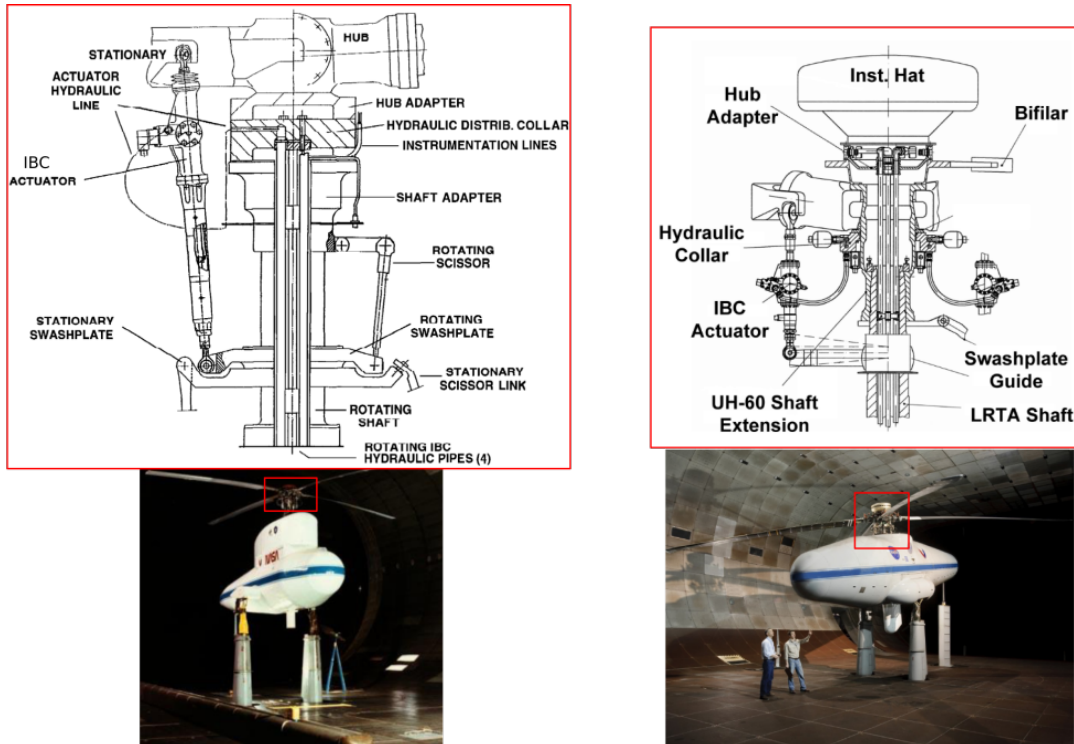 HUB
STATIONARY
ACTUATOR
HYDRAULIC
LINE
HUB ADAPTER
HYDRAULIC DISTRIB. COLLAR
INSTRUMENTATION LINES
IBC
ACTUATOR
SHAFT ADAPTER
ROTATING
SCISSOR
STATIONARY
SWASHPLATE
ROTATING
SWASHPLATE
STATIONARY
SCISSOR LINK
ROTATING
SHAFT
ROTATING IBC
HYDRAULIC PIPES (4)
Inst. Hat
Hub
Adapter
Bifilar
Hydraulic
Collar
IBC
Actuator
Swashplate
Guide
UH-60 Shaft
Extension
LRTA Shaft
NASA